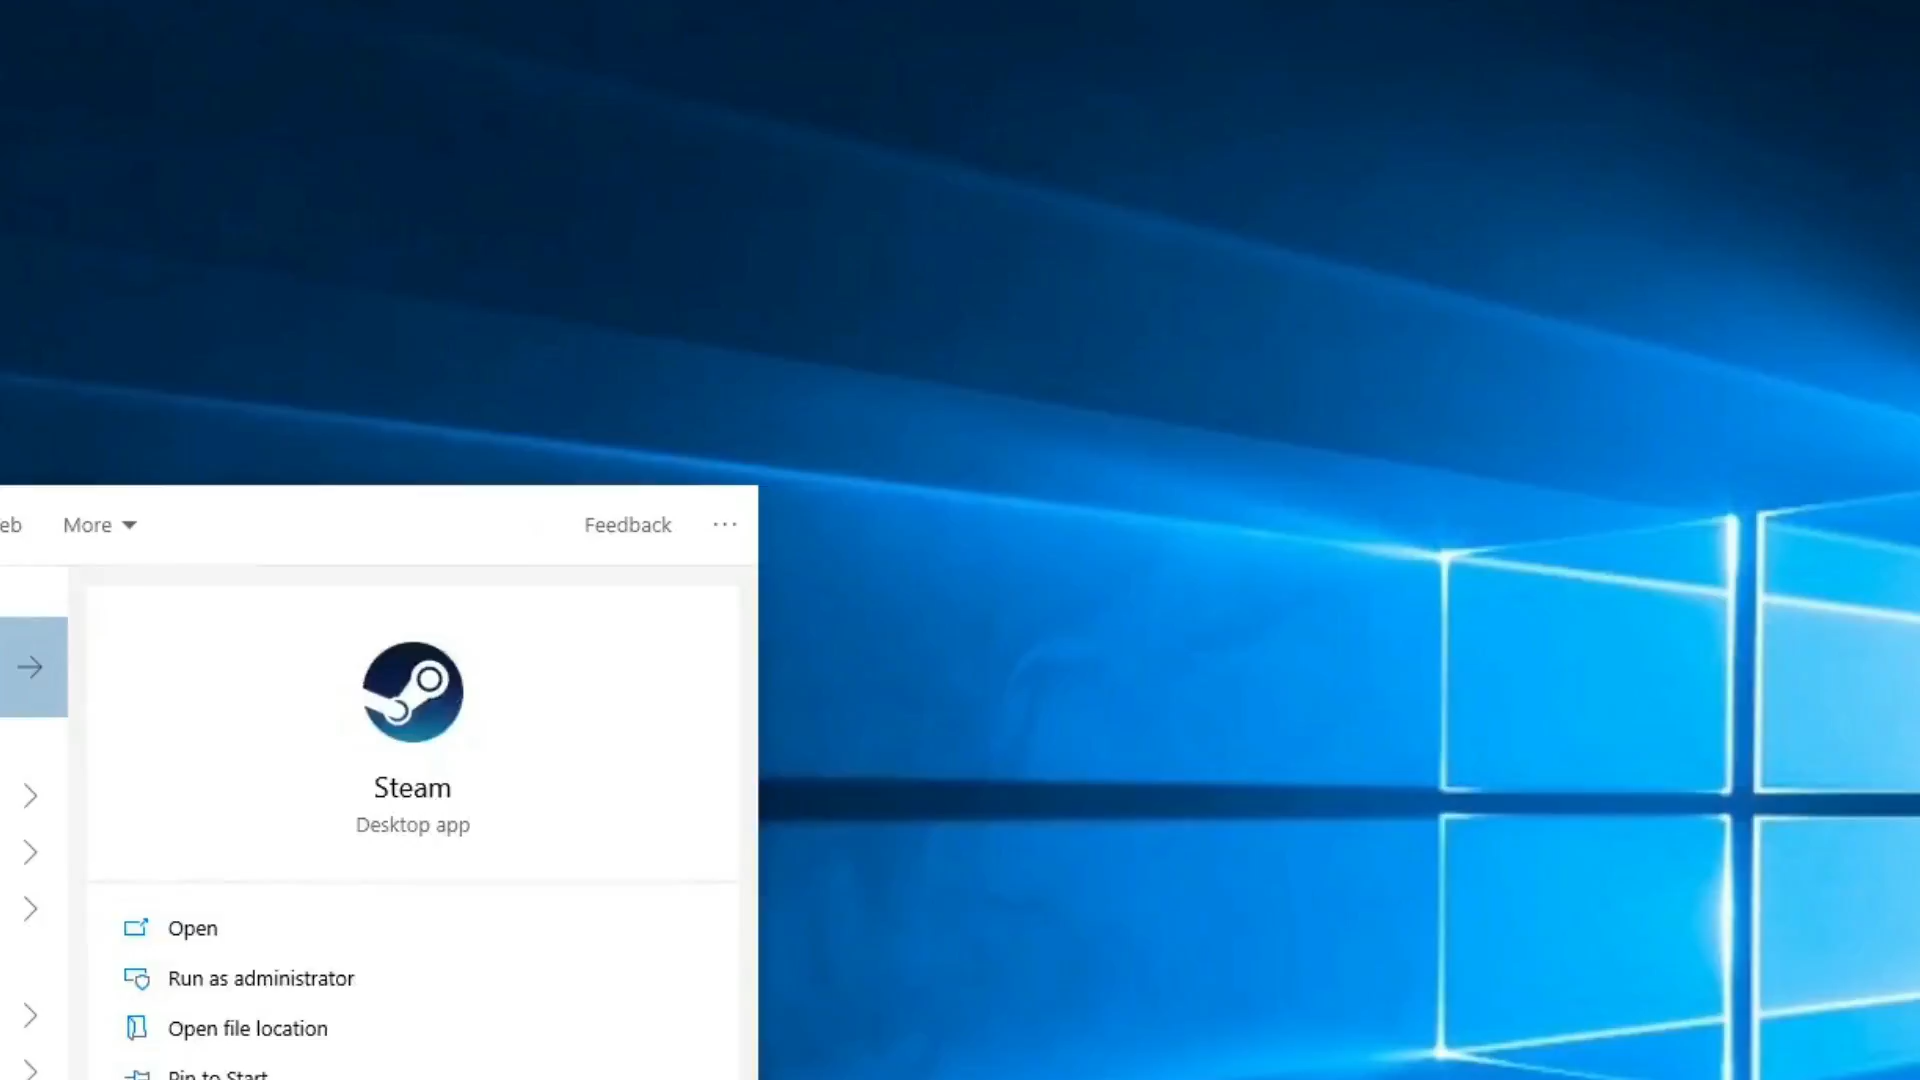 eb More Feedback ...
Steam
Desktop app
Open
Run as administrator
Open file location
Pin to Start